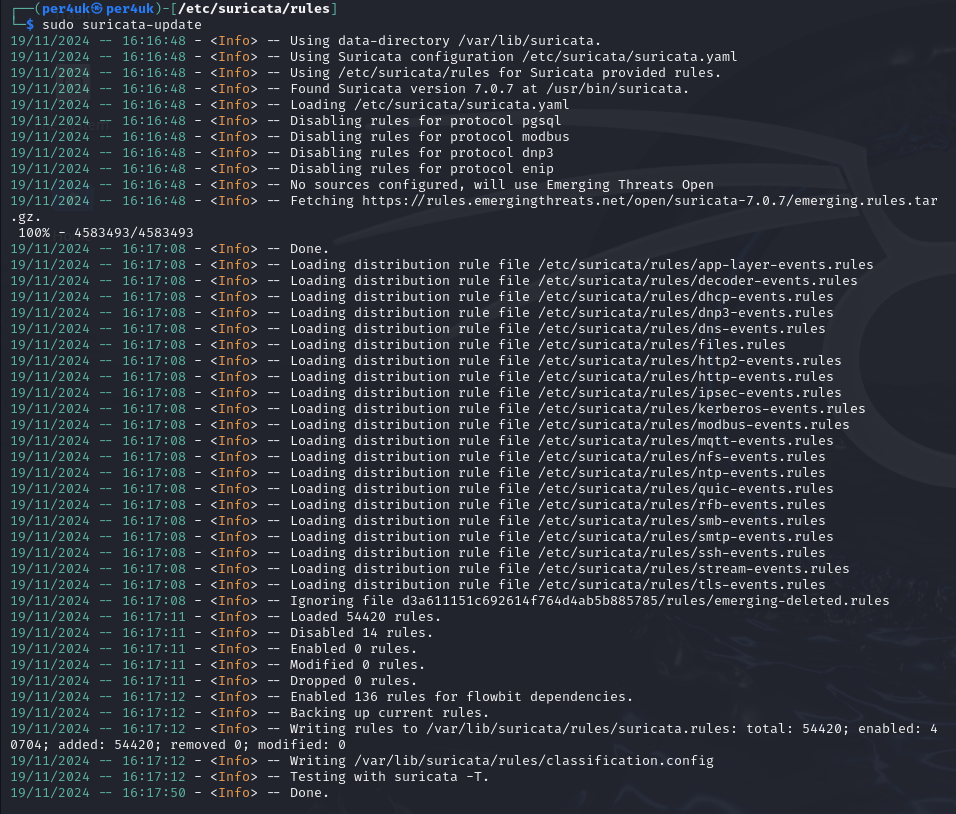 ┌──(per4uk㉿per4uk)-[/etc/suricata/rules]
└─$ sudo suricata-update
19/11/2024 -- 16:16:48 - <Info> -- Using data-directory /var/lib/suricata.
19/11/2024 -- 16:16:48 - <Info> -- Using Suricata configuration /etc/suricata/suricata.yaml
19/11/2024 -- 16:16:48 - <Info> -- Using /etc/suricata/rules for Suricata provided rules.
19/11/2024 -- 16:16:48 - <Info> -- Found Suricata version 7.0.7 at /usr/bin/suricata.
19/11/2024 -- 16:16:48 - <Info> -- Loading /etc/suricata/suricata.yaml
19/11/2024 -- 16:16:48 - <Info> -- Disabling rules for protocol pgsql
19/11/2024 -- 16:16:48 - <Info> -- Disabling rules for protocol modbus
19/11/2024 -- 16:16:48 - <Info> -- Disabling rules for protocol dnp3
19/11/2024 -- 16:16:48 - <Info> -- Disabling rules for protocol enip
19/11/2024 -- 16:16:48 - <Info> -- No sources configured, will use Emerging Threats Open
19/11/2024 -- 16:16:48 - <Info> -- Fetching https://rules.emergingthreats.net/open/suricata-7.0.7/emerging.rules.tar
.gz.
 100% - 4583493/4583493
19/11/2024 -- 16:17:08 - <Info> -- Done.
19/11/2024 -- 16:17:08 - <Info> -- Loading distribution rule file /etc/suricata/rules/app-layer-events.rules
19/11/2024 -- 16:17:08 - <Info> -- Loading distribution rule file /etc/suricata/rules/decoder-events.rules
19/11/2024 -- 16:17:08 - <Info> -- Loading distribution rule file /etc/suricata/rules/dhcp-events.rules
19/11/2024 -- 16:17:08 - <Info> -- Loading distribution rule file /etc/suricata/rules/dnp3-events.rules
19/11/2024 -- 16:17:08 - <Info> -- Loading distribution rule file /etc/suricata/rules/dns-events.rules
19/11/2024 -- 16:17:08 - <Info> -- Loading distribution rule file /etc/suricata/rules/files.rules
19/11/2024 -- 16:17:08 - <Info> -- Loading distribution rule file /etc/suricata/rules/http2-events.rules
19/11/2024 -- 16:17:08 - <Info> -- Loading distribution rule file /etc/suricata/rules/http-events.rules
19/11/2024 -- 16:17:08 - <Info> -- Loading distribution rule file /etc/suricata/rules/ipsec-events.rules
19/11/2024 -- 16:17:08 - <Info> -- Loading distribution rule file /etc/suricata/rules/kerberos-events.rules
19/11/2024 -- 16:17:08 - <Info> -- Loading distribution rule file /etc/suricata/rules/modbus-events.rules
19/11/2024 -- 16:17:08 - <Info> -- Loading distribution rule file /etc/suricata/rules/mqtt-events.rules
19/11/2024 -- 16:17:08 - <Info> -- Loading distribution rule file /etc/suricata/rules/nfs-events.rules
19/11/2024 -- 16:17:08 - <Info> -- Loading distribution rule file /etc/suricata/rules/ntp-events.rules
19/11/2024 -- 16:17:08 - <Info> -- Loading distribution rule file /etc/suricata/rules/quic-events.rules
19/11/2024 -- 16:17:08 - <Info> -- Loading distribution rule file /etc/suricata/rules/rfb-events.rules
19/11/2024 -- 16:17:08 - <Info> -- Loading distribution rule file /etc/suricata/rules/smb-events.rules
19/11/2024 -- 16:17:08 - <Info> -- Loading distribution rule file /etc/suricata/rules/smtp-events.rules
19/11/2024 -- 16:17:08 - <Info> -- Loading distribution rule file /etc/suricata/rules/ssh-events.rules
19/11/2024 -- 16:17:08 - <Info> -- Loading distribution rule file /etc/suricata/rules/stream-events.rules
19/11/2024 -- 16:17:08 - <Info> -- Loading distribution rule file /etc/suricata/rules/tls-events.rules
19/11/2024 -- 16:17:08 - <Info> -- Ignoring file d3a611151c692614f764d4ab5b885785/rules/emerging-deleted.rules
19/11/2024 -- 16:17:11 - <Info> -- Loaded 54420 rules.
19/11/2024 -- 16:17:11 - <Info> -- Disabled 14 rules.
19/11/2024 -- 16:17:11 - <Info> -- Enabled 0 rules.
19/11/2024 -- 16:17:11 - <Info> -- Modified 0 rules.
19/11/2024 -- 16:17:11 - <Info> -- Dropped 0 rules.
19/11/2024 -- 16:17:12 - <Info> -- Enabled 136 rules for flowbit dependencies.
19/11/2024 -- 16:17:12 - <Info> -- Backing up current rules.
19/11/2024 -- 16:17:12 - <Info> -- Writing rules to /var/lib/suricata/rules/suricata.rules: total: 54420; enabled: 4
0704; added: 54420; removed 0; modified: 0
19/11/2024 -- 16:17:12 - <Info> -- Writing /var/lib/suricata/rules/classification.config
19/11/2024 -- 16:17:12 - <Info> -- Testing with suricata -T.
19/11/2024 -- 16:17:50 - <Info> -- Done.